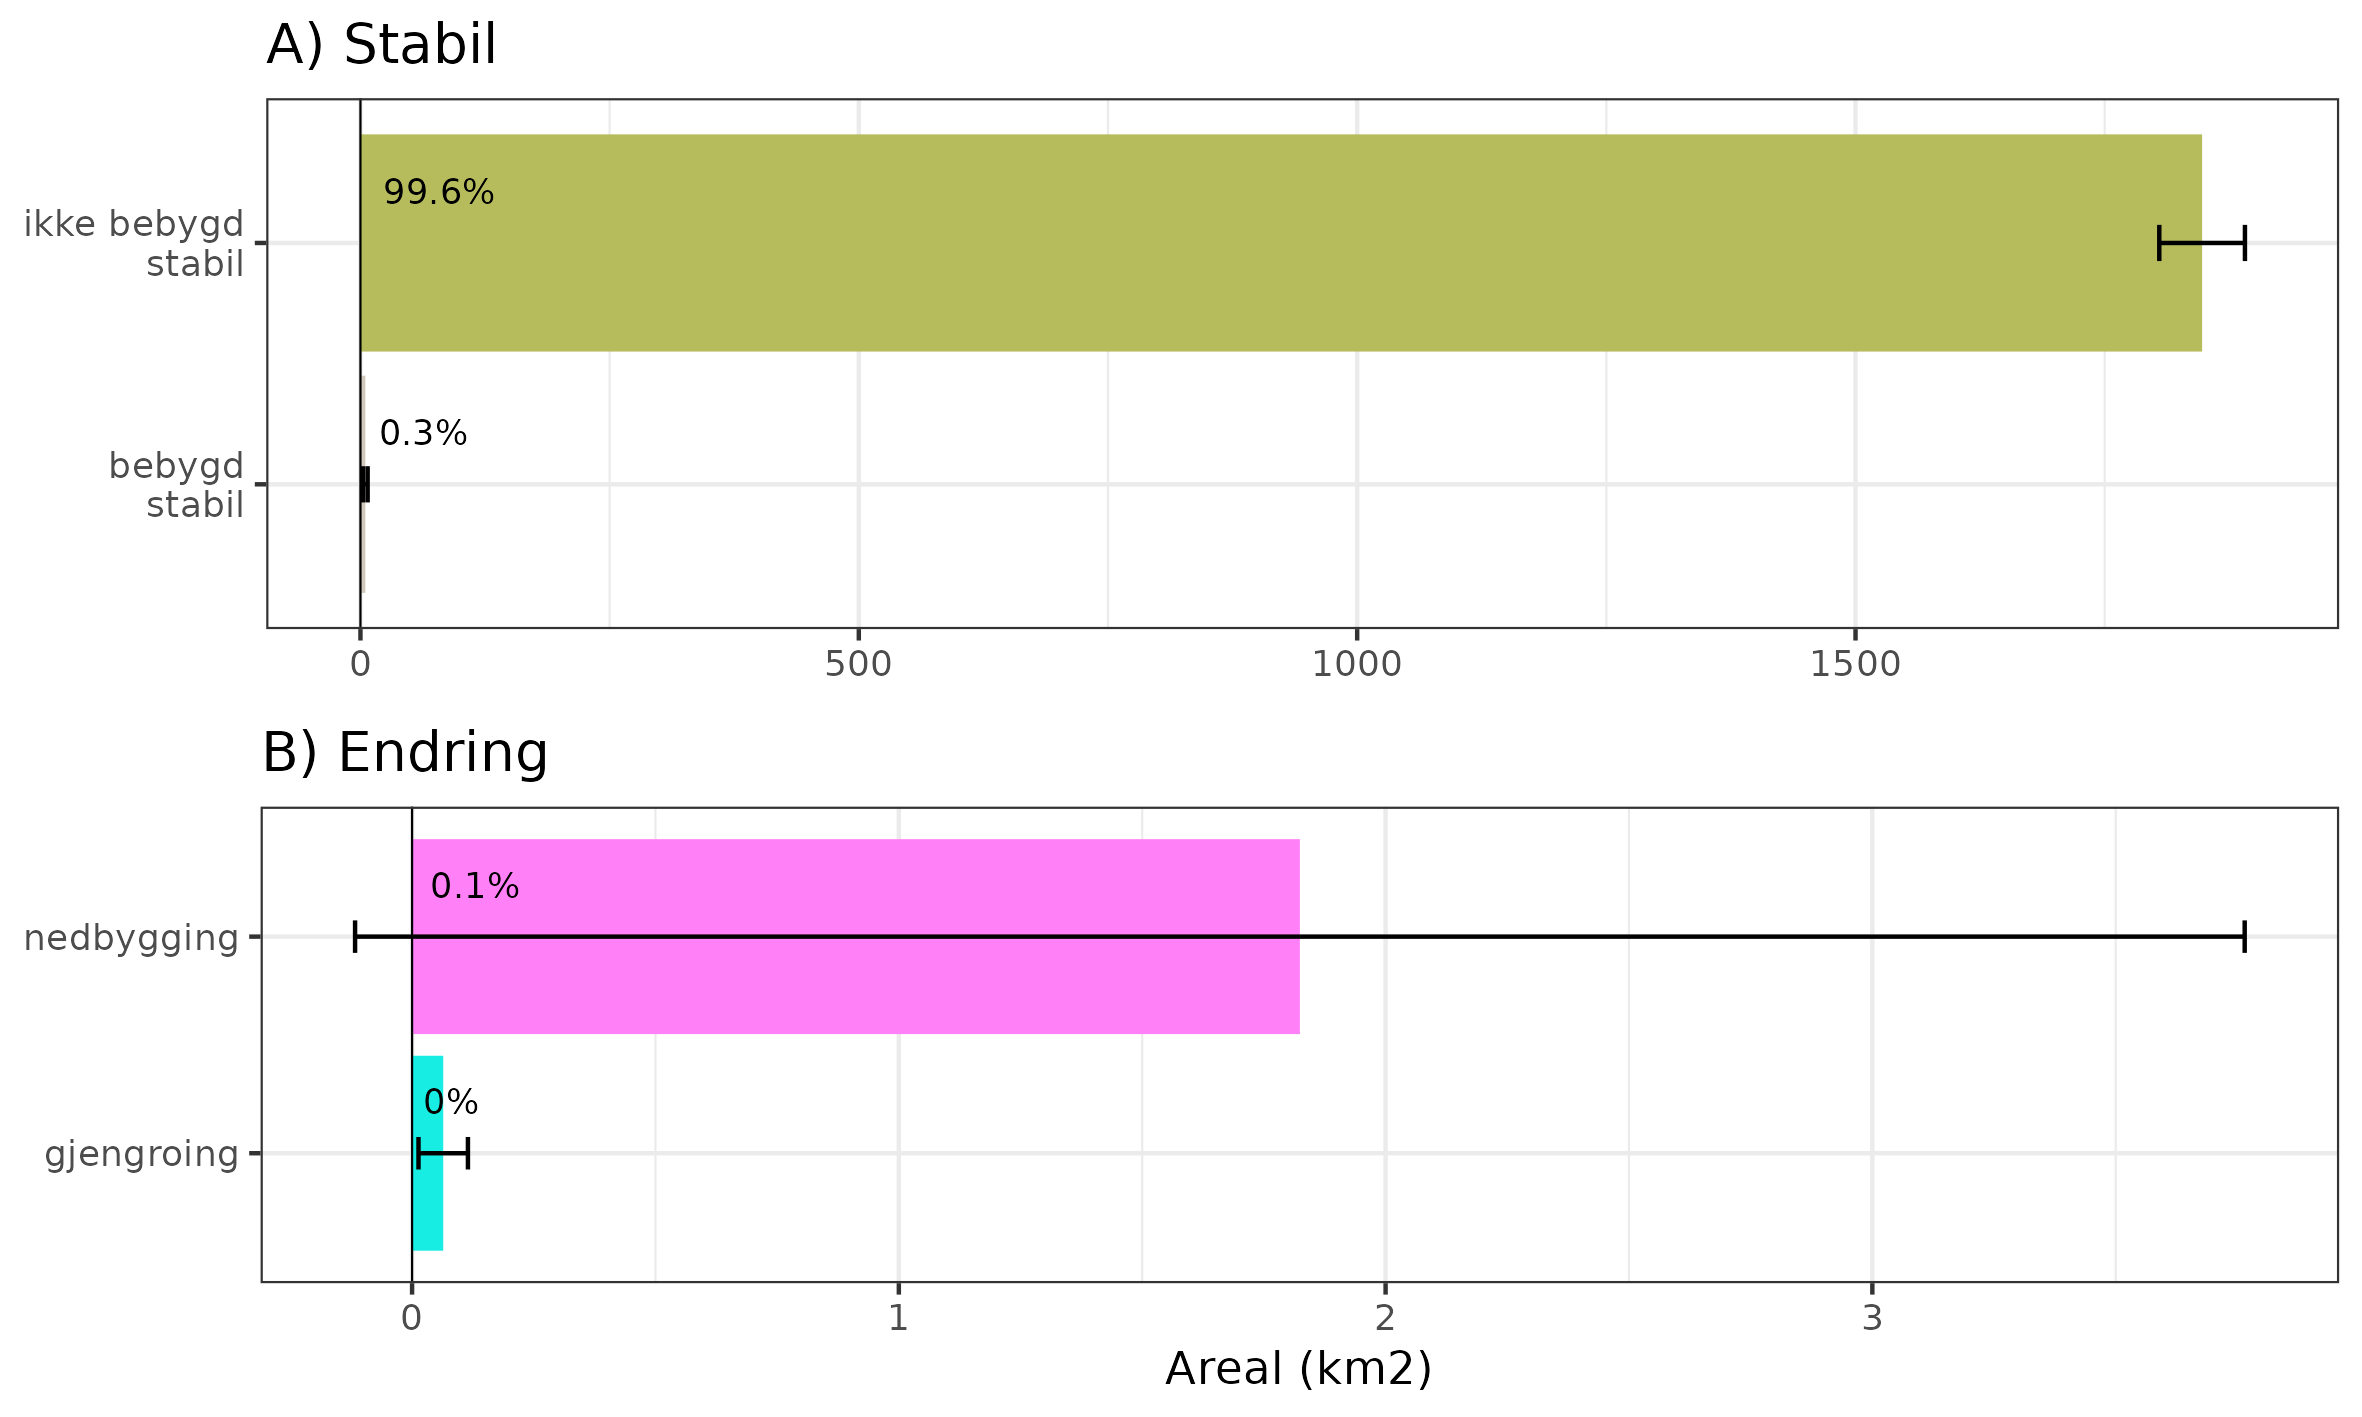 A) Stabil
99.6%
ikke bebygd
stabil
0.3%
bebygd
stabil
0 500 1000 1500
B) Endring
0.1%
nedbygging
0%
gjengroing
0 1 2 3
Areal (km2)